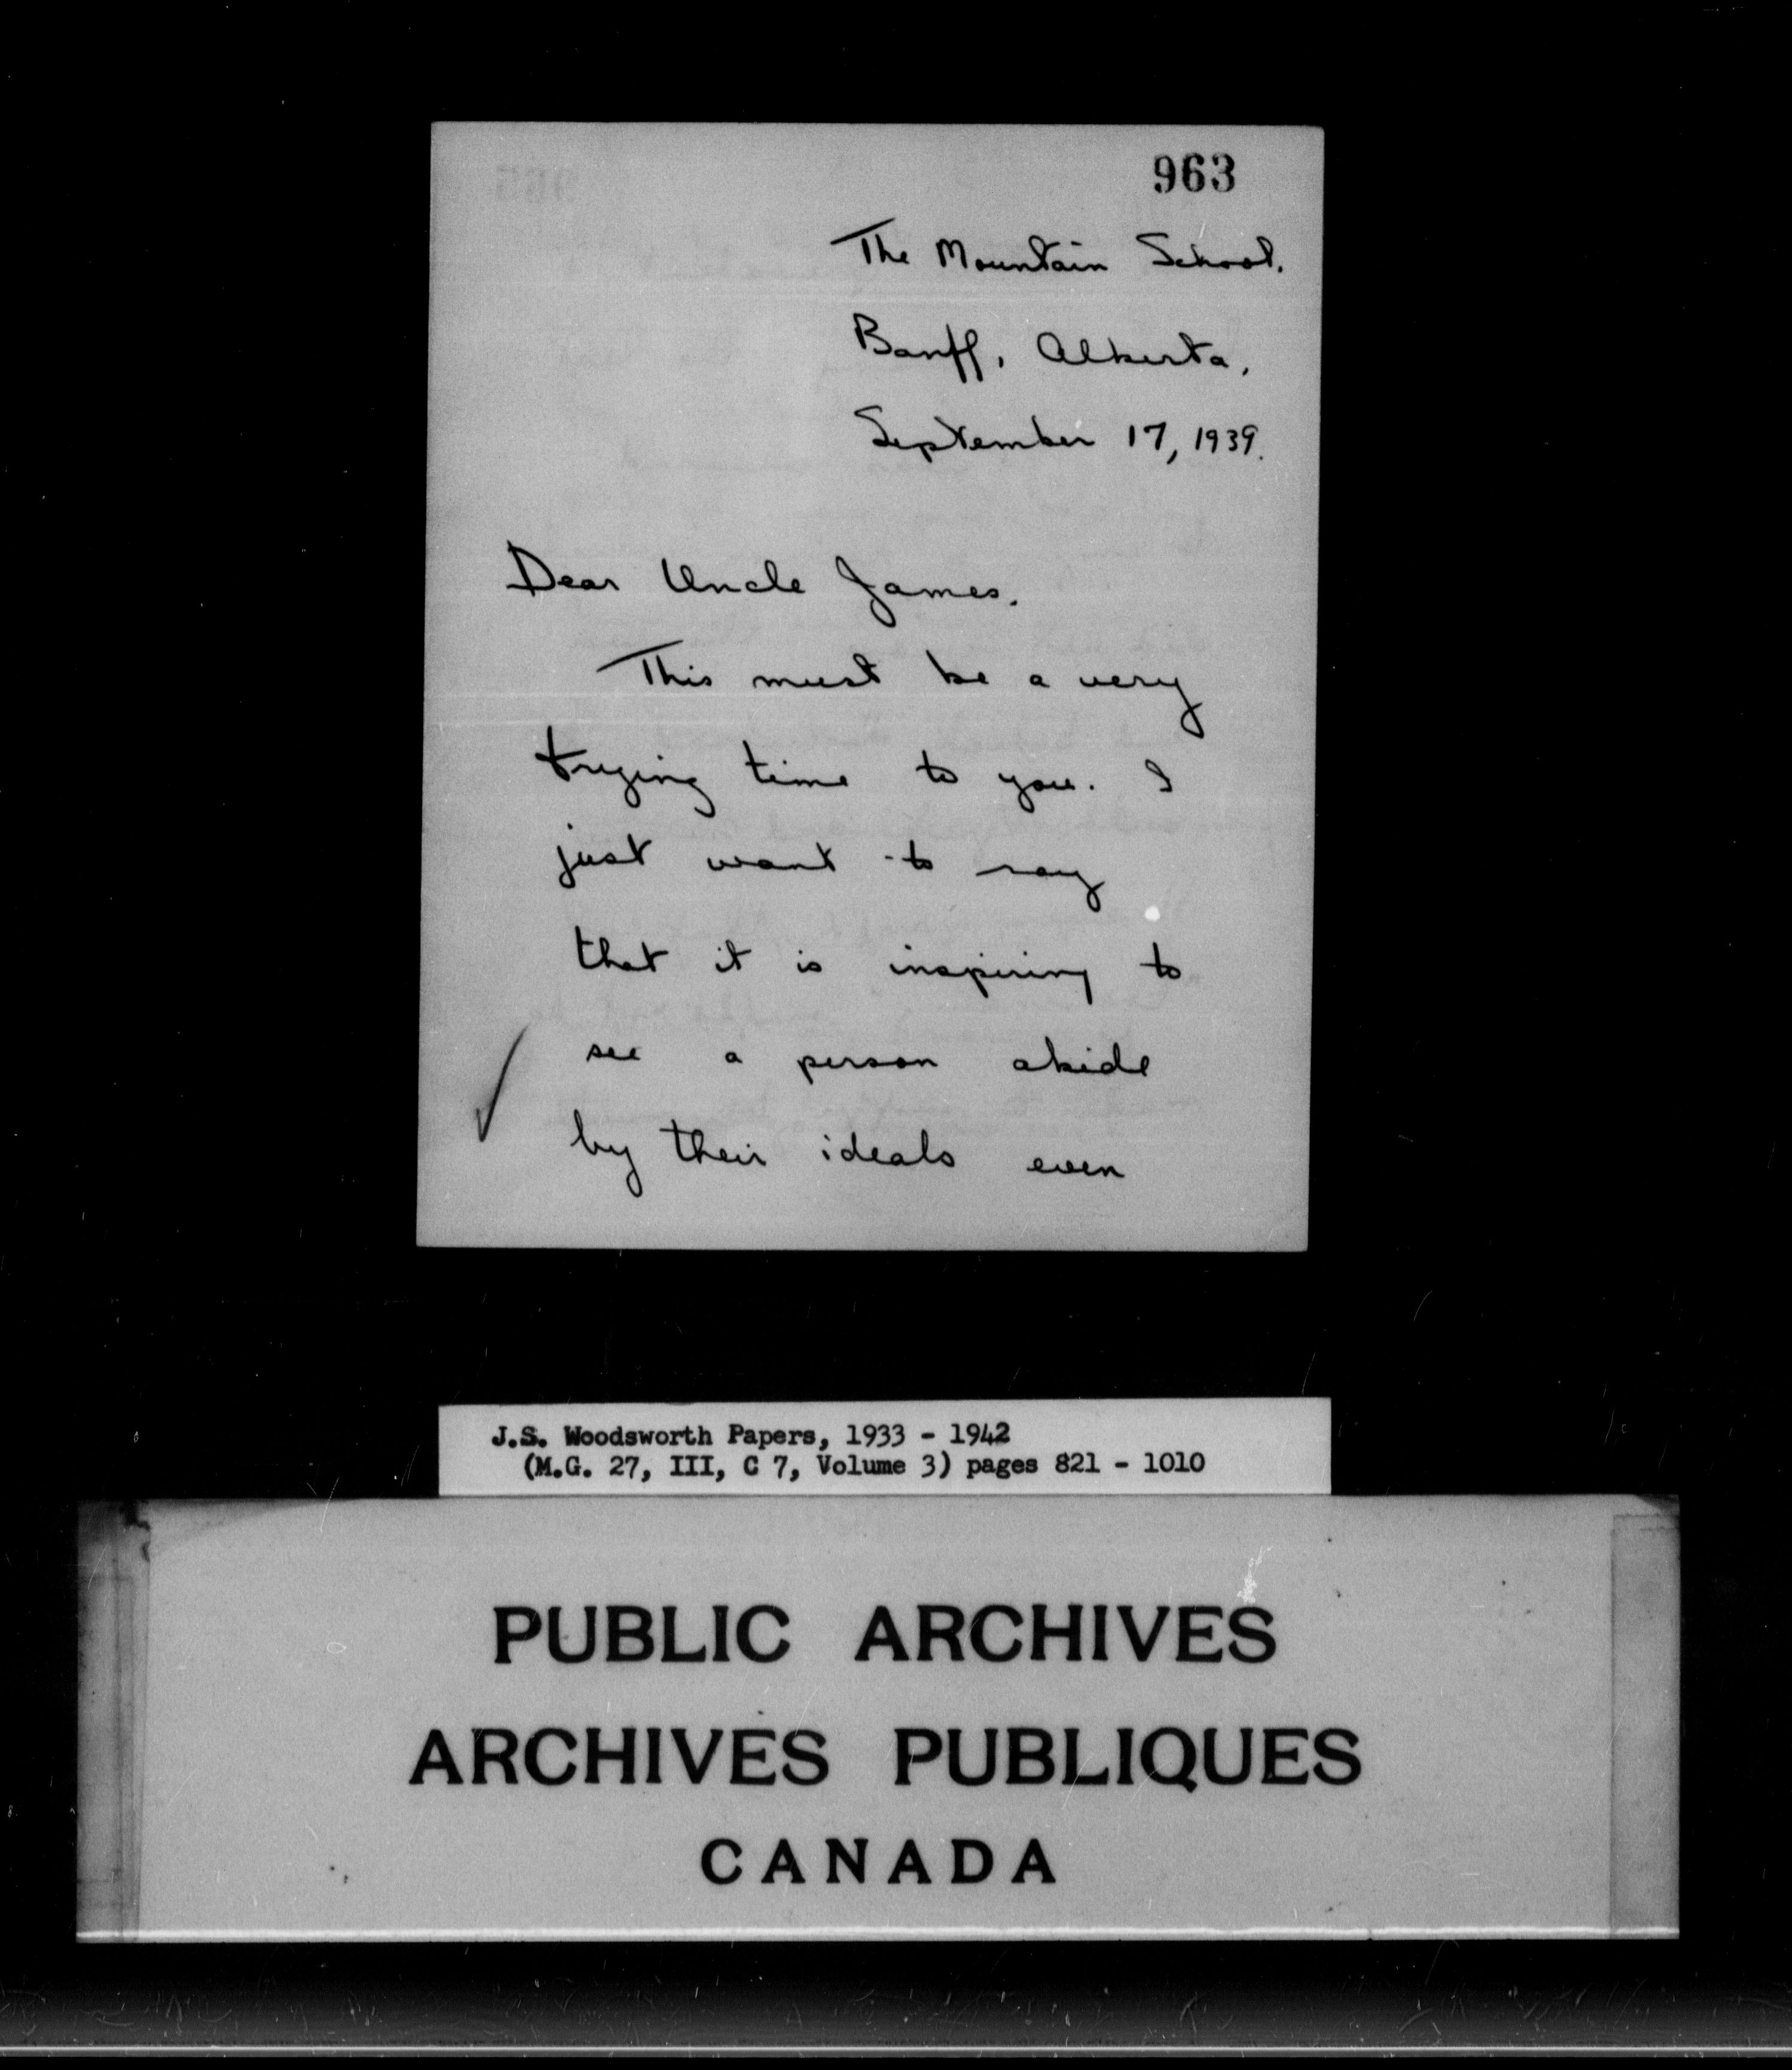 963
The Mountain School.
Banff, Alberta,
September 17, 1939.
Dear Uncle James.
This must be a very
trying time to you. I
just want to say
that it is inspiring to
see a person abide
by their ideals even
J.S. Woodsworth Papers, 1933 - 1942
(M.G. 27, III, C 7, Volume 3) pages 821 - 1010
PUBLIC ARCHIVES
ARCHIVES PUBLIQUES
CANADA